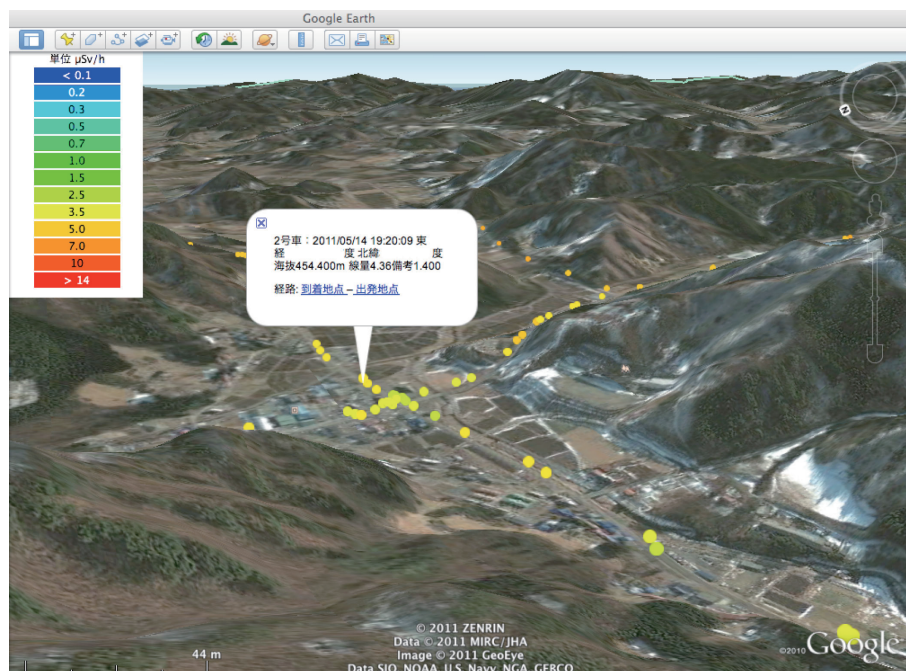 Google Earth
単位 μSv/h
< 0.1
0.2
0.3
0.5
0.7
1.0
1.5
2.5
3.5
5.0
7.0
10
> 14
N
2号車：2011/05/14 19:20:09 東
経 度 北緯 度
海抜454.400m 線量4.36備考1.400
経路: 到着地点 – 出発地点
44 m
© 2011 ZENRIN
Data © 2011 MIRC/JHA
Image © 2011 GeoEye
Data SIO, NOAA, U.S. Navy, NGA, GEBCO
©2010 Google